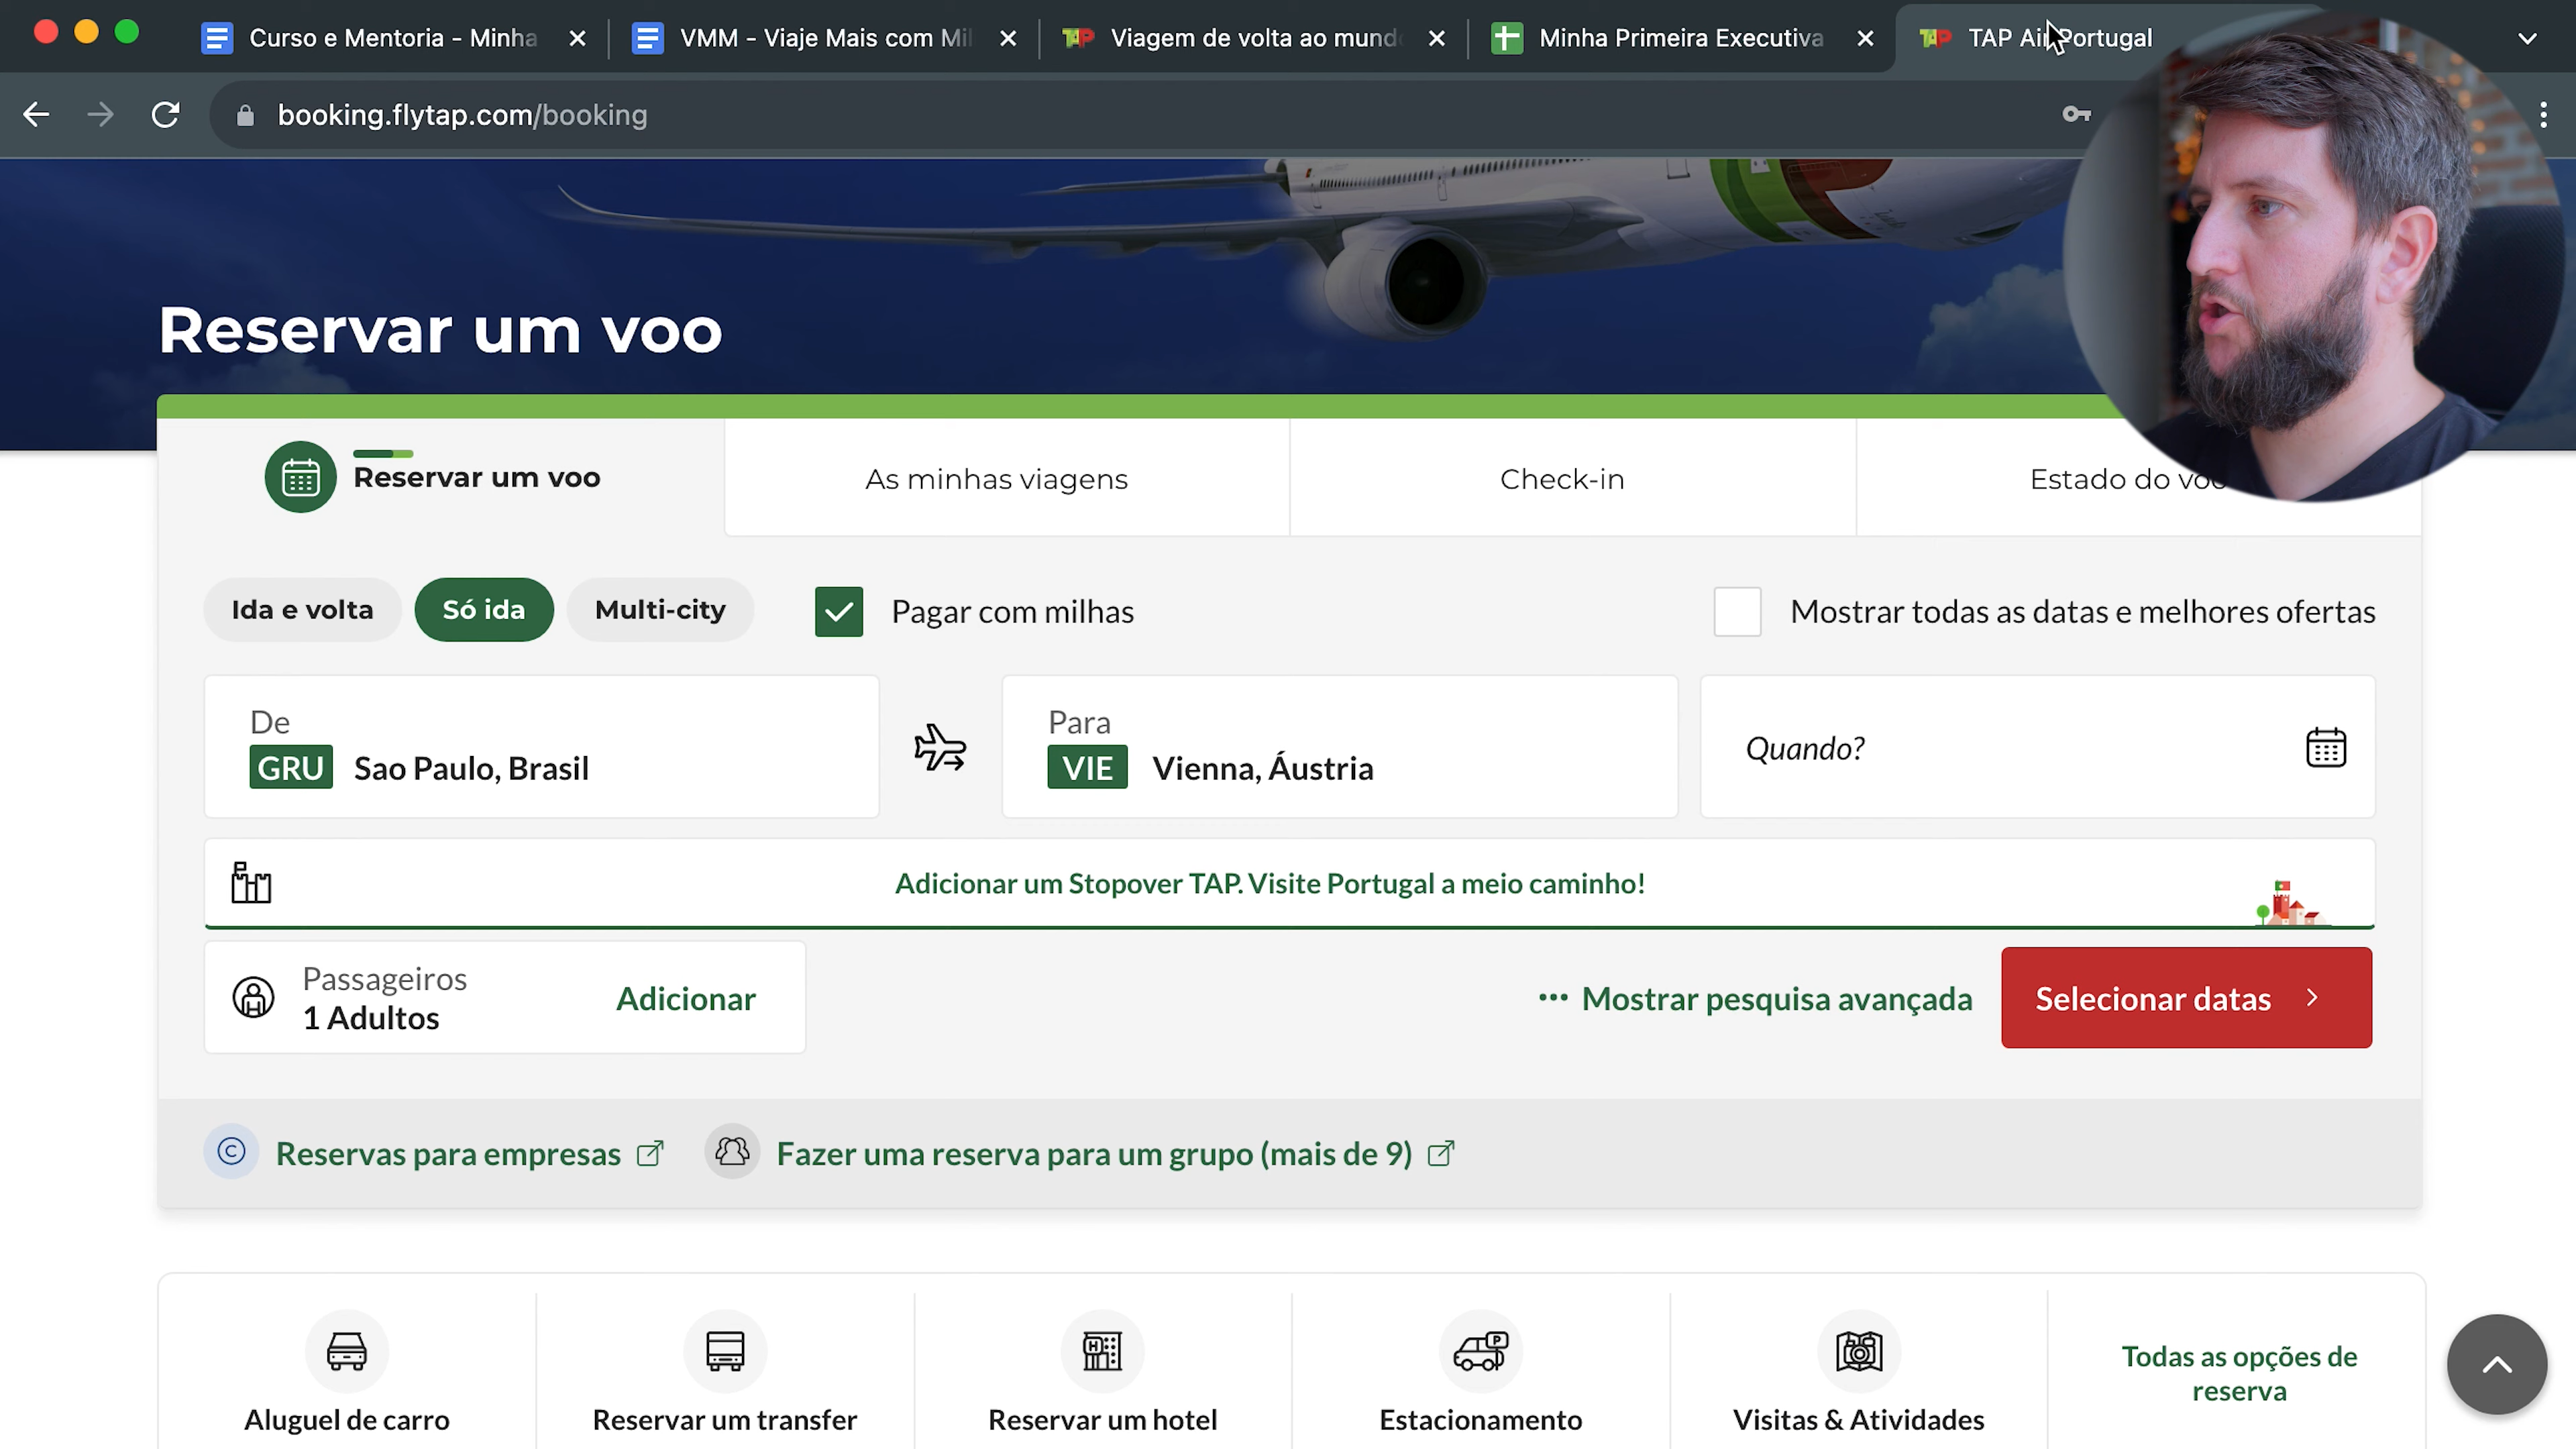 Curso e Mentoria - Minha
VMM - Viaje Mais com Mil
TAP
Viagem de volta ao mund
Minha Primeira Executiva
TAP
TAP Air Portugal
booking.flytap.com/booking
Reservar um voo
Reservar um voo
As minhas viagens
Check-in
Estado do voo
Ida e volta
Só ida
Multi-city
Pagar com milhas
Mostrar todas as datas e melhores ofertas
De
GRU Sao Paulo, Brasil
Para
VIE Vienna, Áustria
Quando?
Adicionar um Stopover TAP. Visite Portugal a meio caminho!
Passageiros
1 Adultos
Adicionar
Mostrar pesquisa avançada
Selecionar datas
Reservas para empresas
Fazer uma reserva para um grupo (mais de 9)
Aluguel de carro
Reservar um transfer
Reservar um hotel
Estacionamento
Visitas & Atividades
Todas as opções de
reserva